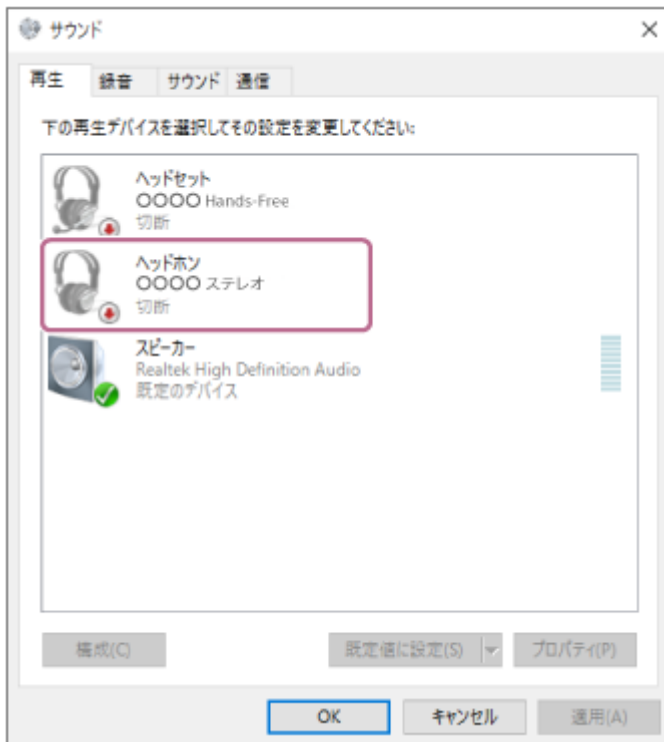 サウンド
再生 録音 サウンド 通信
下の再生デバイスを選択してその設定を変更してください:
ヘッドセット
〇〇〇〇 Hands-Free
切断
ヘッドホン
〇〇〇〇 ステレオ
切断
スピーカー
Realtek High Definition Audio
既定のデバイス
構成(C) 既定値に設定(S) プロパティ(P)
OK キャンセル 適用(A)